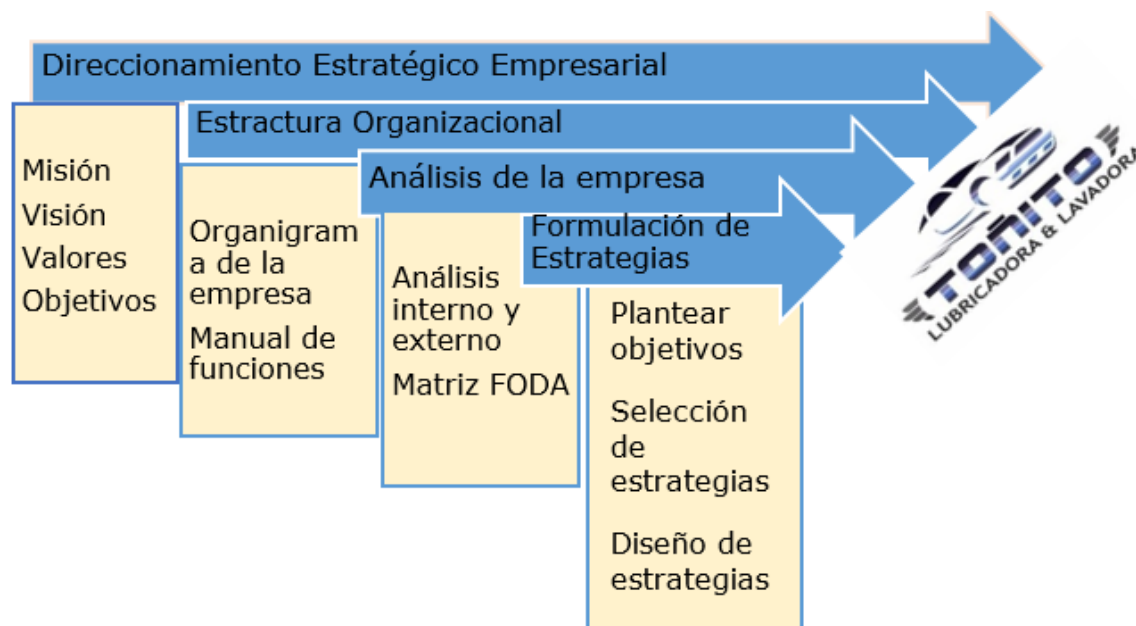 Direccionamiento Estratégico Empresarial
Estractura Organizacional
Análisis de la empresa
Formulación de
Estrategias
Misión
Visión
Valores
Objetivos
Organigram
a de la
empresa
Manual de
funciones
Análisis
interno y
externo
Matriz FODA
Plantear
objetivos
Selección
de
estrategias
Diseño de
estrategias
TOÑITO
LUBRICADORA & LAVADORA